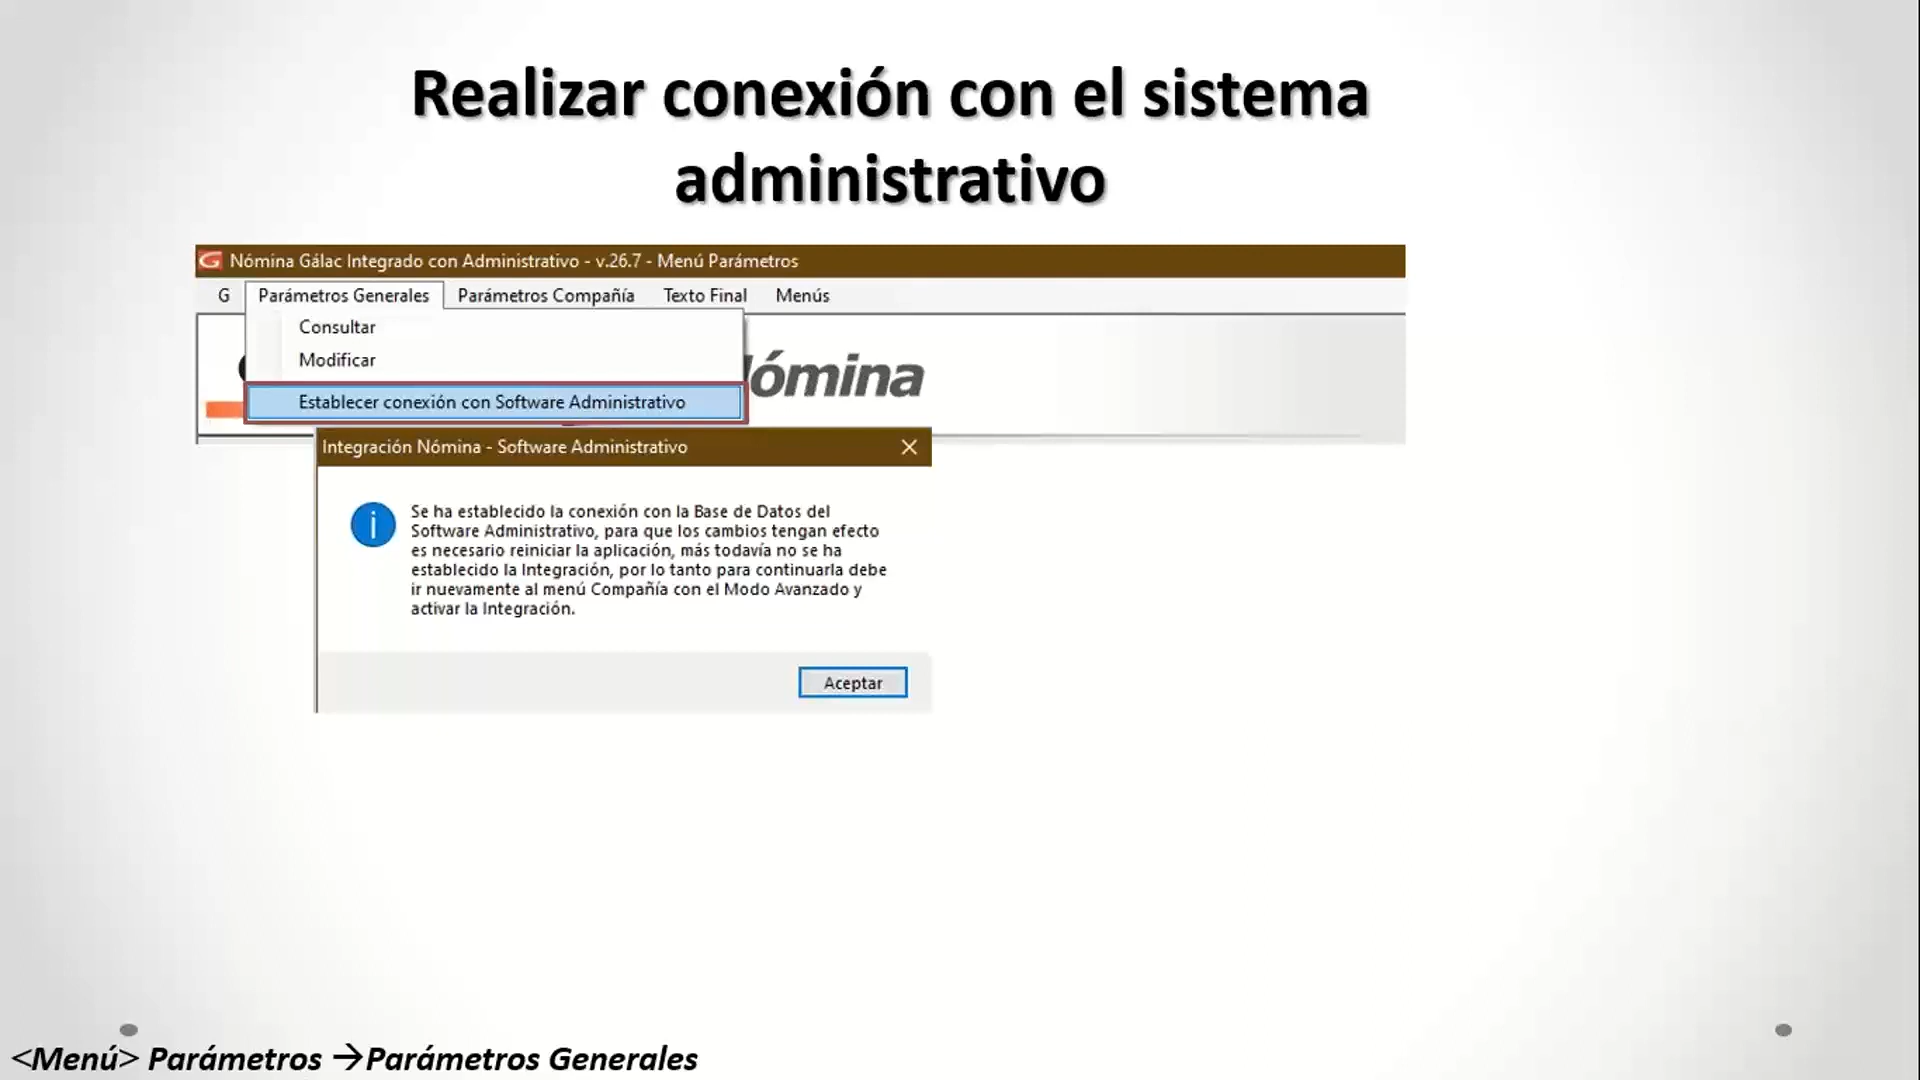 Realizar conexión con el sistema
administrativo
Nómina Gálac Integrado con Administrativo - v.26.7 - Menú Parámetros
G Parámetros Generales Parámetros Compañía Texto Final Menús
Consultar
Modificar
ómina
Establecer conexión con Software Administrativo
Integración Nómina - Software Administrativo
Se ha establecido la conexión con la Base de Datos del
Software Administrativo, para que los cambios tengan efecto
es necesario reiniciar la aplicación, más todavía no se ha
establecido la Integración, por lo tanto para continuarla debe
ir nuevamente al menú Compañía con el Modo Avanzado y
activar la Integración.
Aceptar
<Menú> Parámetros →Parámetros Generales